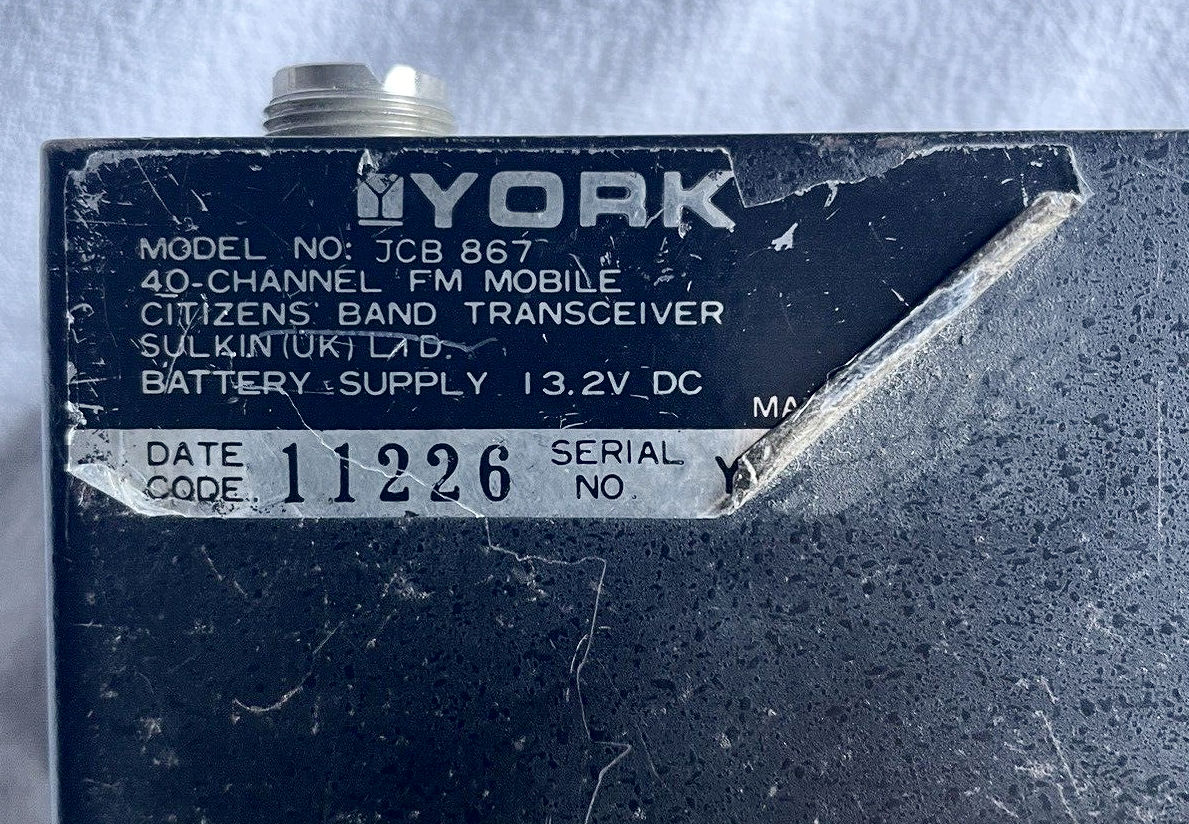 YORK
MODEL NO: JCB 867
40-CHANNEL FM MOBILE
CITIZENS' BAND TRANSCEIVER
SULKIN (UK) LTD.
BATTERY SUPPLY 13.2V DC
DATE CODE. 11226 SERIAL NO. Y